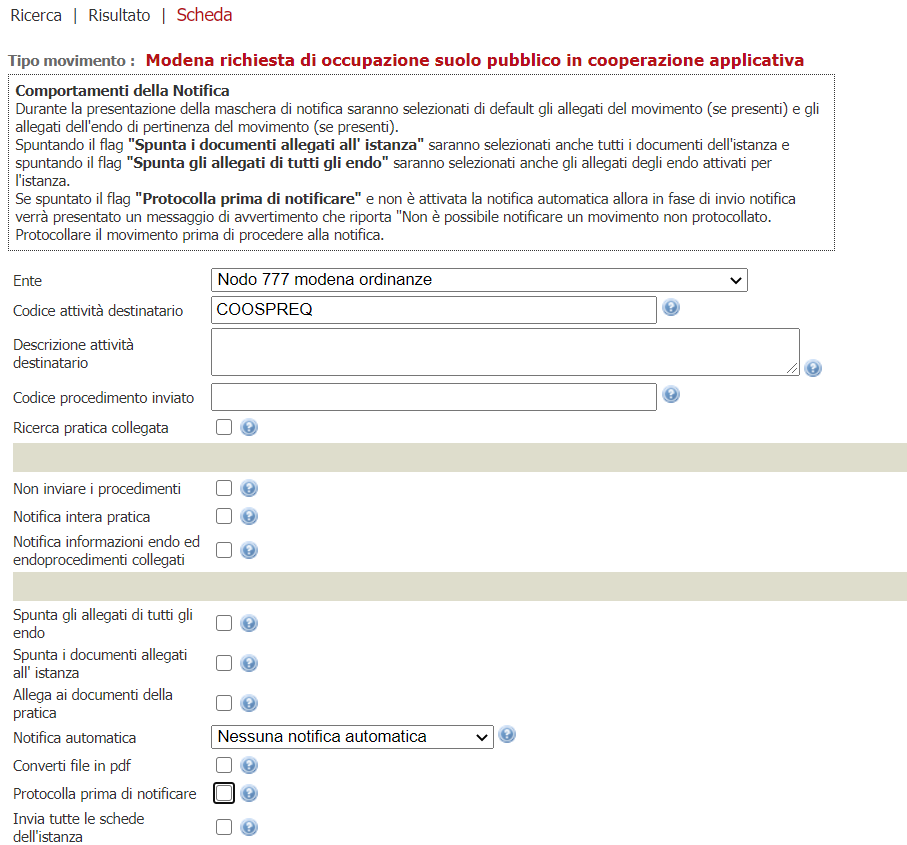 Ricerca | Risultato | Scheda
Tipo movimento : Modena richiesta di occupazione suolo pubblico in cooperazione applicativa
Comportamenti della Notifica
Durante la presentazione della maschera di notifica saranno selezionati di default gli allegati del movimento (se presenti) e gli
allegati dell'endo di pertinenza del movimento (se presenti).
Spuntando il flag "Spunta i documenti allegati all' istanza" saranno selezionati anche tutti i documenti dell'istanza e
spuntando il flag "Spunta gli allegati di tutti gli endo" saranno selezionati anche gli allegati degli endo attivati per
l'istanza.
Se spuntato il flag "Protocolla prima di notificare" e non è attivata la notifica automatica allora in fase di invio notifica
verrà presentato un messaggio di avvertimento che riporta "Non è possibile notificare un movimento non protocollato.
Protocollare il movimento prima di procedere alla notifica.
Ente Nodo 777 modena ordinanze
Codice attività destinatario COOSPREQ ?
Descrizione attività
destinatario ?
Codice procedimento inviato ?
Ricerca pratica collegata ?
Non inviare i procedimenti ?
Notifica intera pratica ?
Notifica informazioni endo ed
endoprocedimenti collegati ?
Spunta gli allegati di tutti gli
endo ?
Spunta i documenti allegati
all' istanza ?
Allega ai documenti della
pratica ?
Notifica automatica Nessuna notifica automatica ?
Converti file in pdf ?
Protocolla prima di notificare ?
Invia tutte le schede
dell'istanza ?